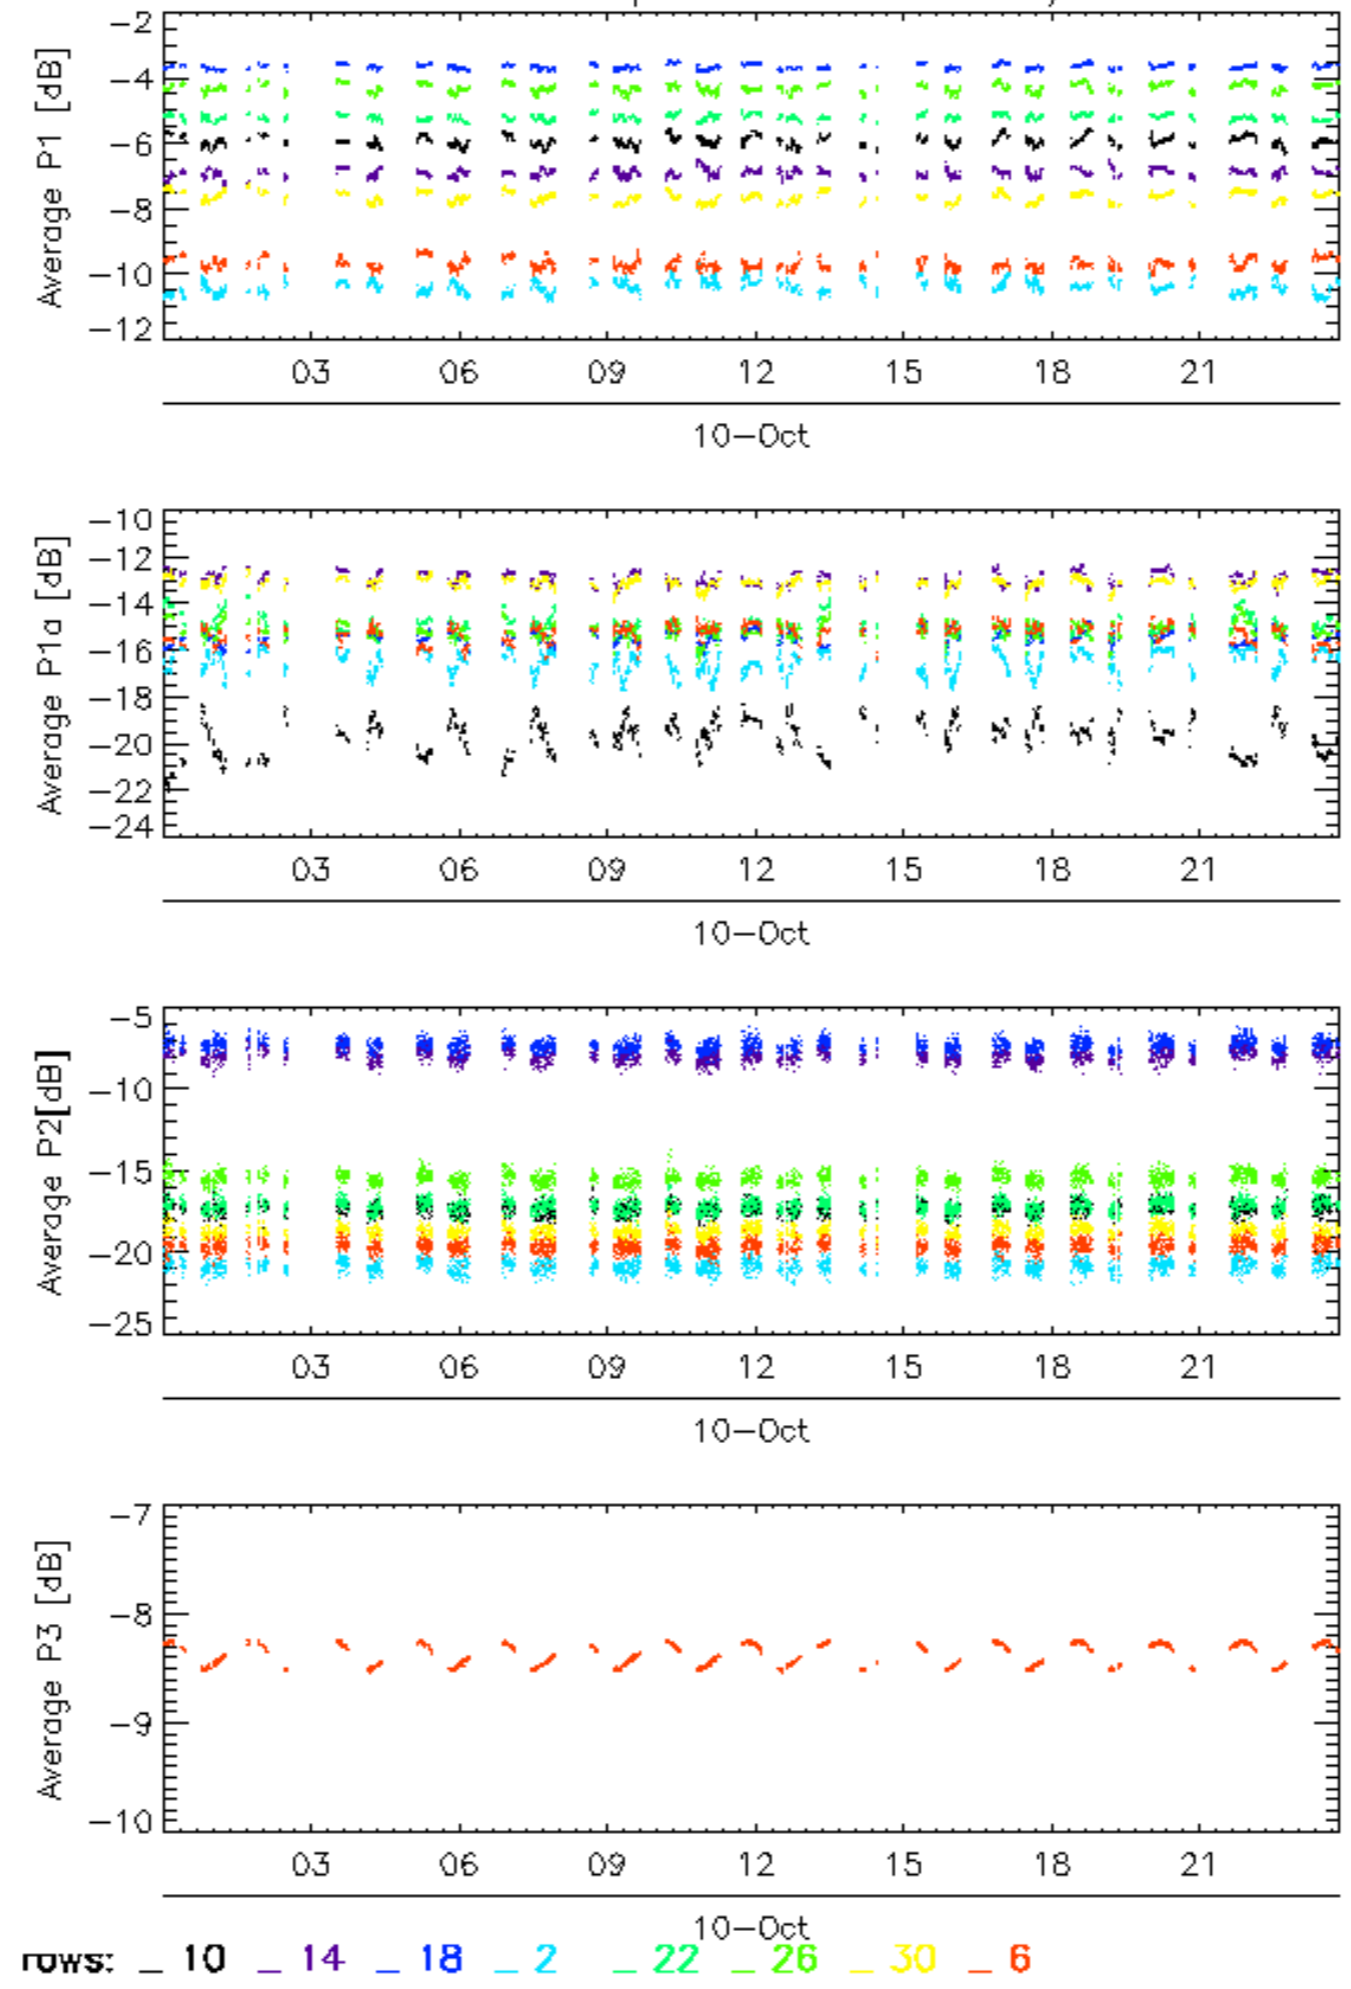 Average P1 [dB]
−2
−4
−6
−8
−10
−12
03 06 09 12 15 18 21
10−Oct
Average P1a [dB]
−10
−12
−14
−16
−18
−20
−22
−24
03 06 09 12 15 18 21
10−Oct
Average P2[dB]
−5
−10
−15
−20
−25
03 06 09 12 15 18 21
10−Oct
Average P3 [dB]
−7
−8
−9
−10
03 06 09 12 15 18 21
10−Oct
rows: _ 10 _ 14 _ 18 _ 2 _ 22 _ 26 _ 30 _ 6